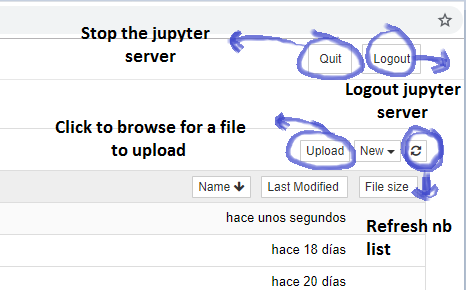 Stop the jupyter
server
Quit
Logout
Logout jupyter
server
Click to browse for a file
to upload
Upload
New
Name
Last Modified
File size
hace unos segundos
Refresh nb
list
hace 18 días
hace 20 días